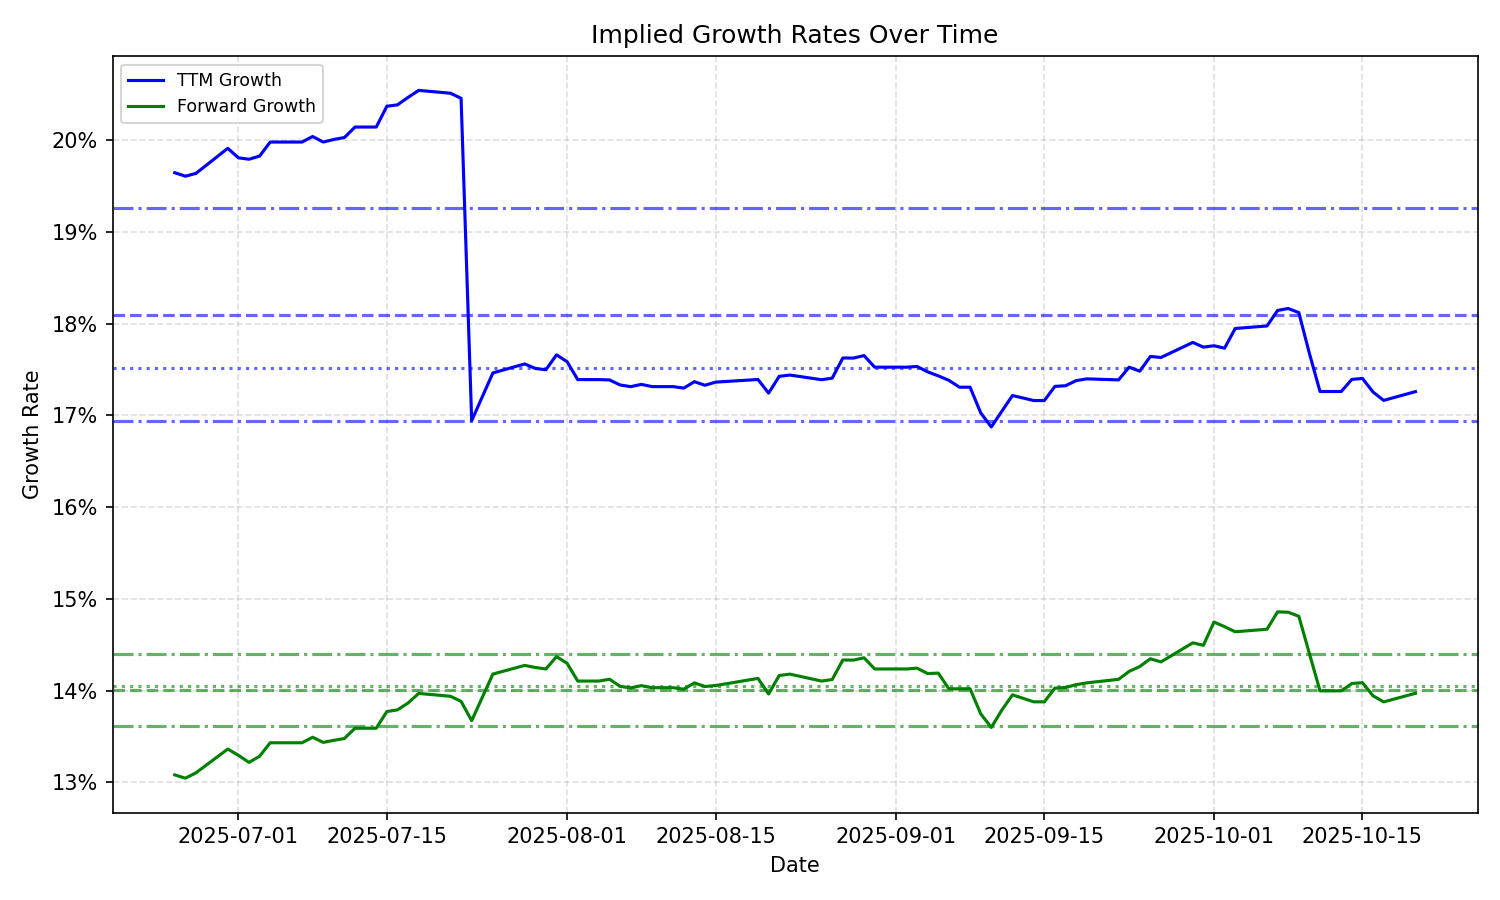 Implied Growth Rates Over Time
TTM Growth
Forward Growth
20%
19%
18%
17%
16%
15%
14%
13%
Growth Rate
2025-07-01 2025-07-15 2025-08-01 2025-08-15 2025-09-01 2025-09-15 2025-10-01 2025-10-15
Date